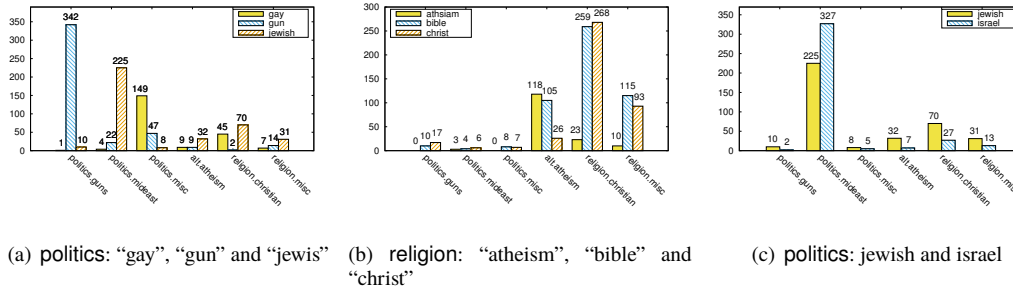 350
300
250
200
150
100
50
0
gay
gun
jewish
1
342
10
4
22
225
149
47
8
9
9
32
45
2
70
7
14
31
politics.guns
politics.mideast
politics.misc
alt.atheism
religion.christian
religion.misc
(a) politics: “gay”, “gun” and “jewis”
300
250
200
150
100
50
0
athsiam
bible
christ
0
10
17
3
4
6
0
8
7
118
105
26
23
259
268
10
115
93
politics.guns
politics.mideast
politics.misc
alt.atheism
religion.christian
religion.misc
(b) religion: “atheism”, “bible” and
“christ”
350
300
250
200
150
100
50
0
jewish
israel
10
2
225
327
8
5
32
7
70
27
31
13
politics.guns
politics.mideast
politics.misc
alt.atheism
religion.christian
religion.misc
(c) politics: jewish and israel